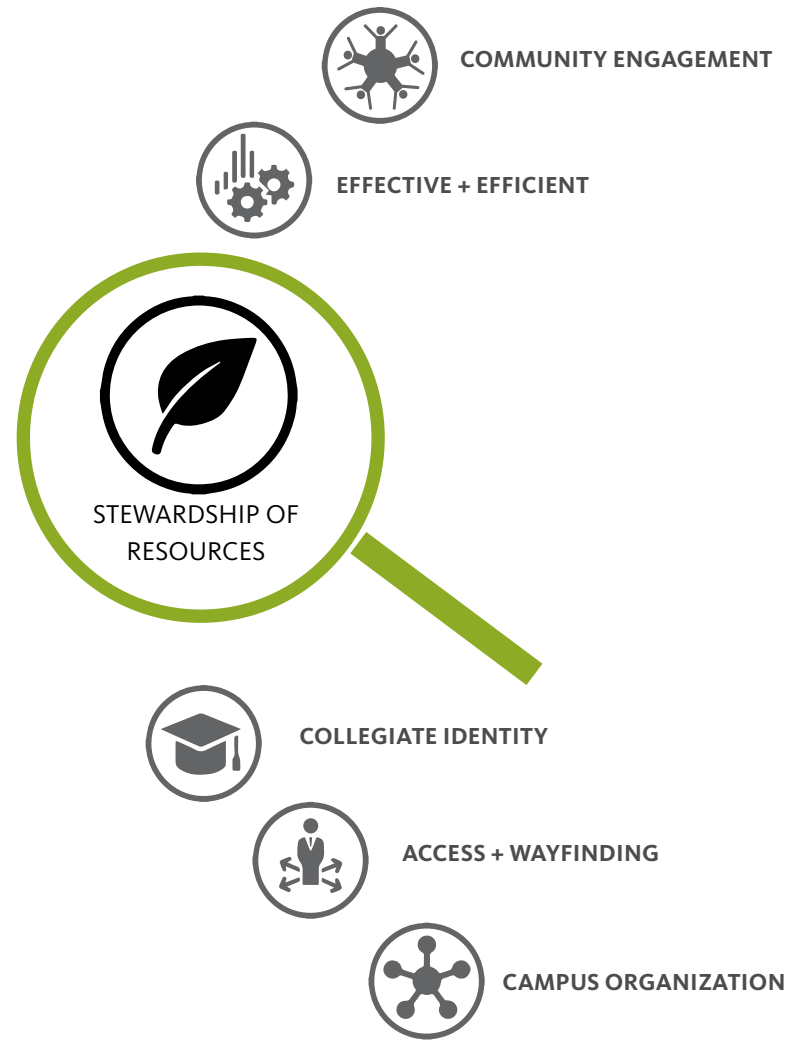 COMMUNITY ENGAGEMENT
EFFECTIVE + EFFICIENT
STEWARDSHIP OF
RESOURCES
COLLEGIATE IDENTITY
ACCESS + WAYFINDING
CAMPUS ORGANIZATION